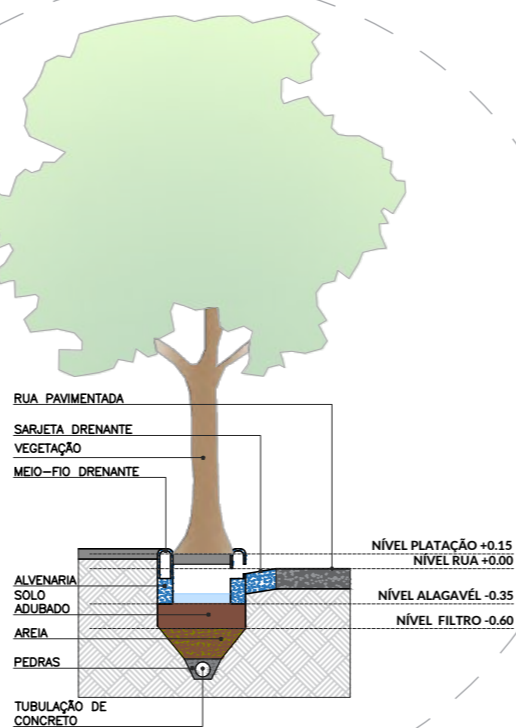 RUA PAVIMENTADA
SARJETA DRENANTE
VEGETAÇÃO
MEIO-FIO DRENANTE
NÍVEL PLATAÇÃO +0.15
NÍVEL RUA +0.00
ALVENARIA
NÍVEL ALAGAVÉL -0.35
SOLO
ADUBADO
NÍVEL FILTRO -0.60
AREIA
PEDRAS
TUBULAÇÃO DE
CONCRETO